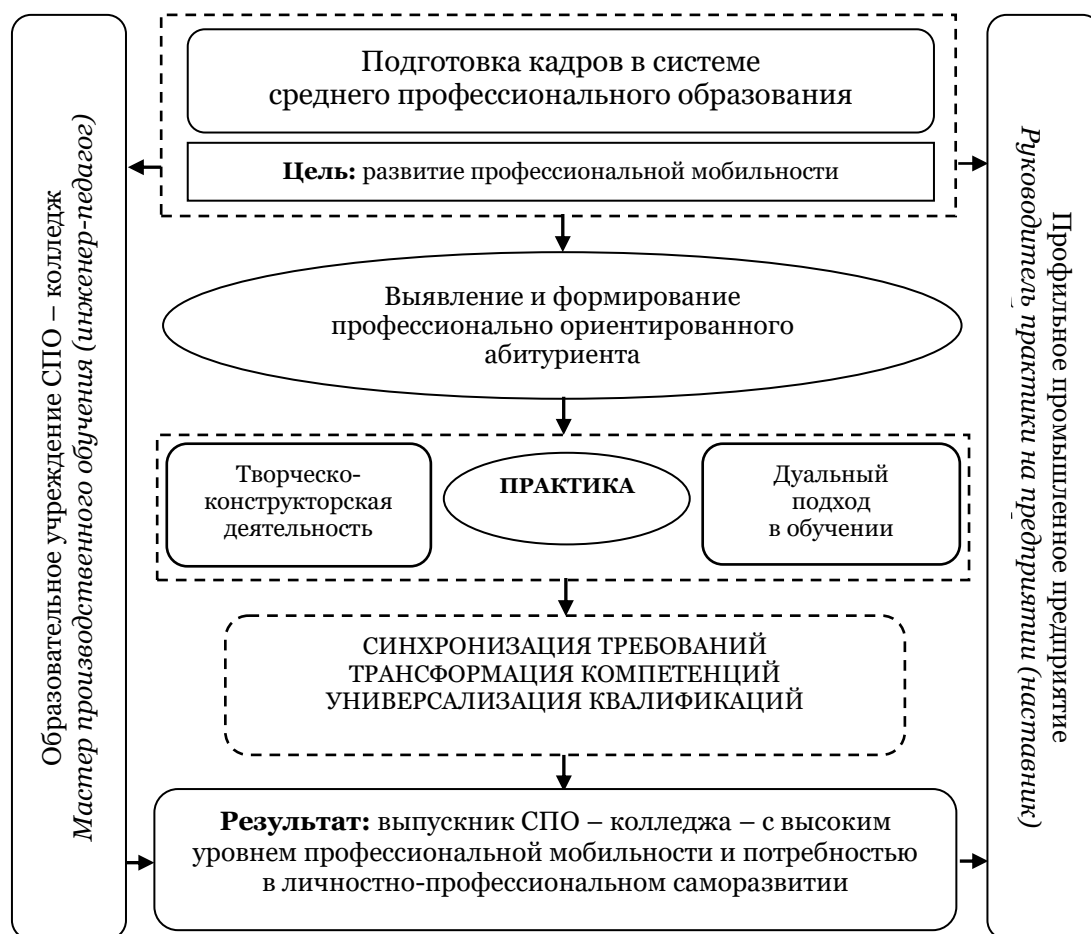 Образовательное учреждение СПО – колледж
Мастер производственного обучения (инженер-педагог)
Подготовка кадров в системе
среднего профессионального образования
Цель: развитие профессиональной мобильности
Выявление и формирование
профессионально ориентированного
абитуриента
Творческо-
конструкторская
деятельность
ПРАКТИКА
Дуальный
подход
в обучении
СИНХРОНИЗАЦИЯ ТРЕБОВАНИЙ
ТРАНСФОРМАЦИЯ КОМПЕТЕНЦИЙ
УНИВЕРСАЛИЗАЦИЯ КВАЛИФИКАЦИЙ
Результат: выпускник СПО – колледжа – с высоким
уровнем профессиональной мобильности и потребностью
в личностно-профессиональном саморазвитии
Профильное промышленное предприятие
Руководитель практики на предприятии (наставник)